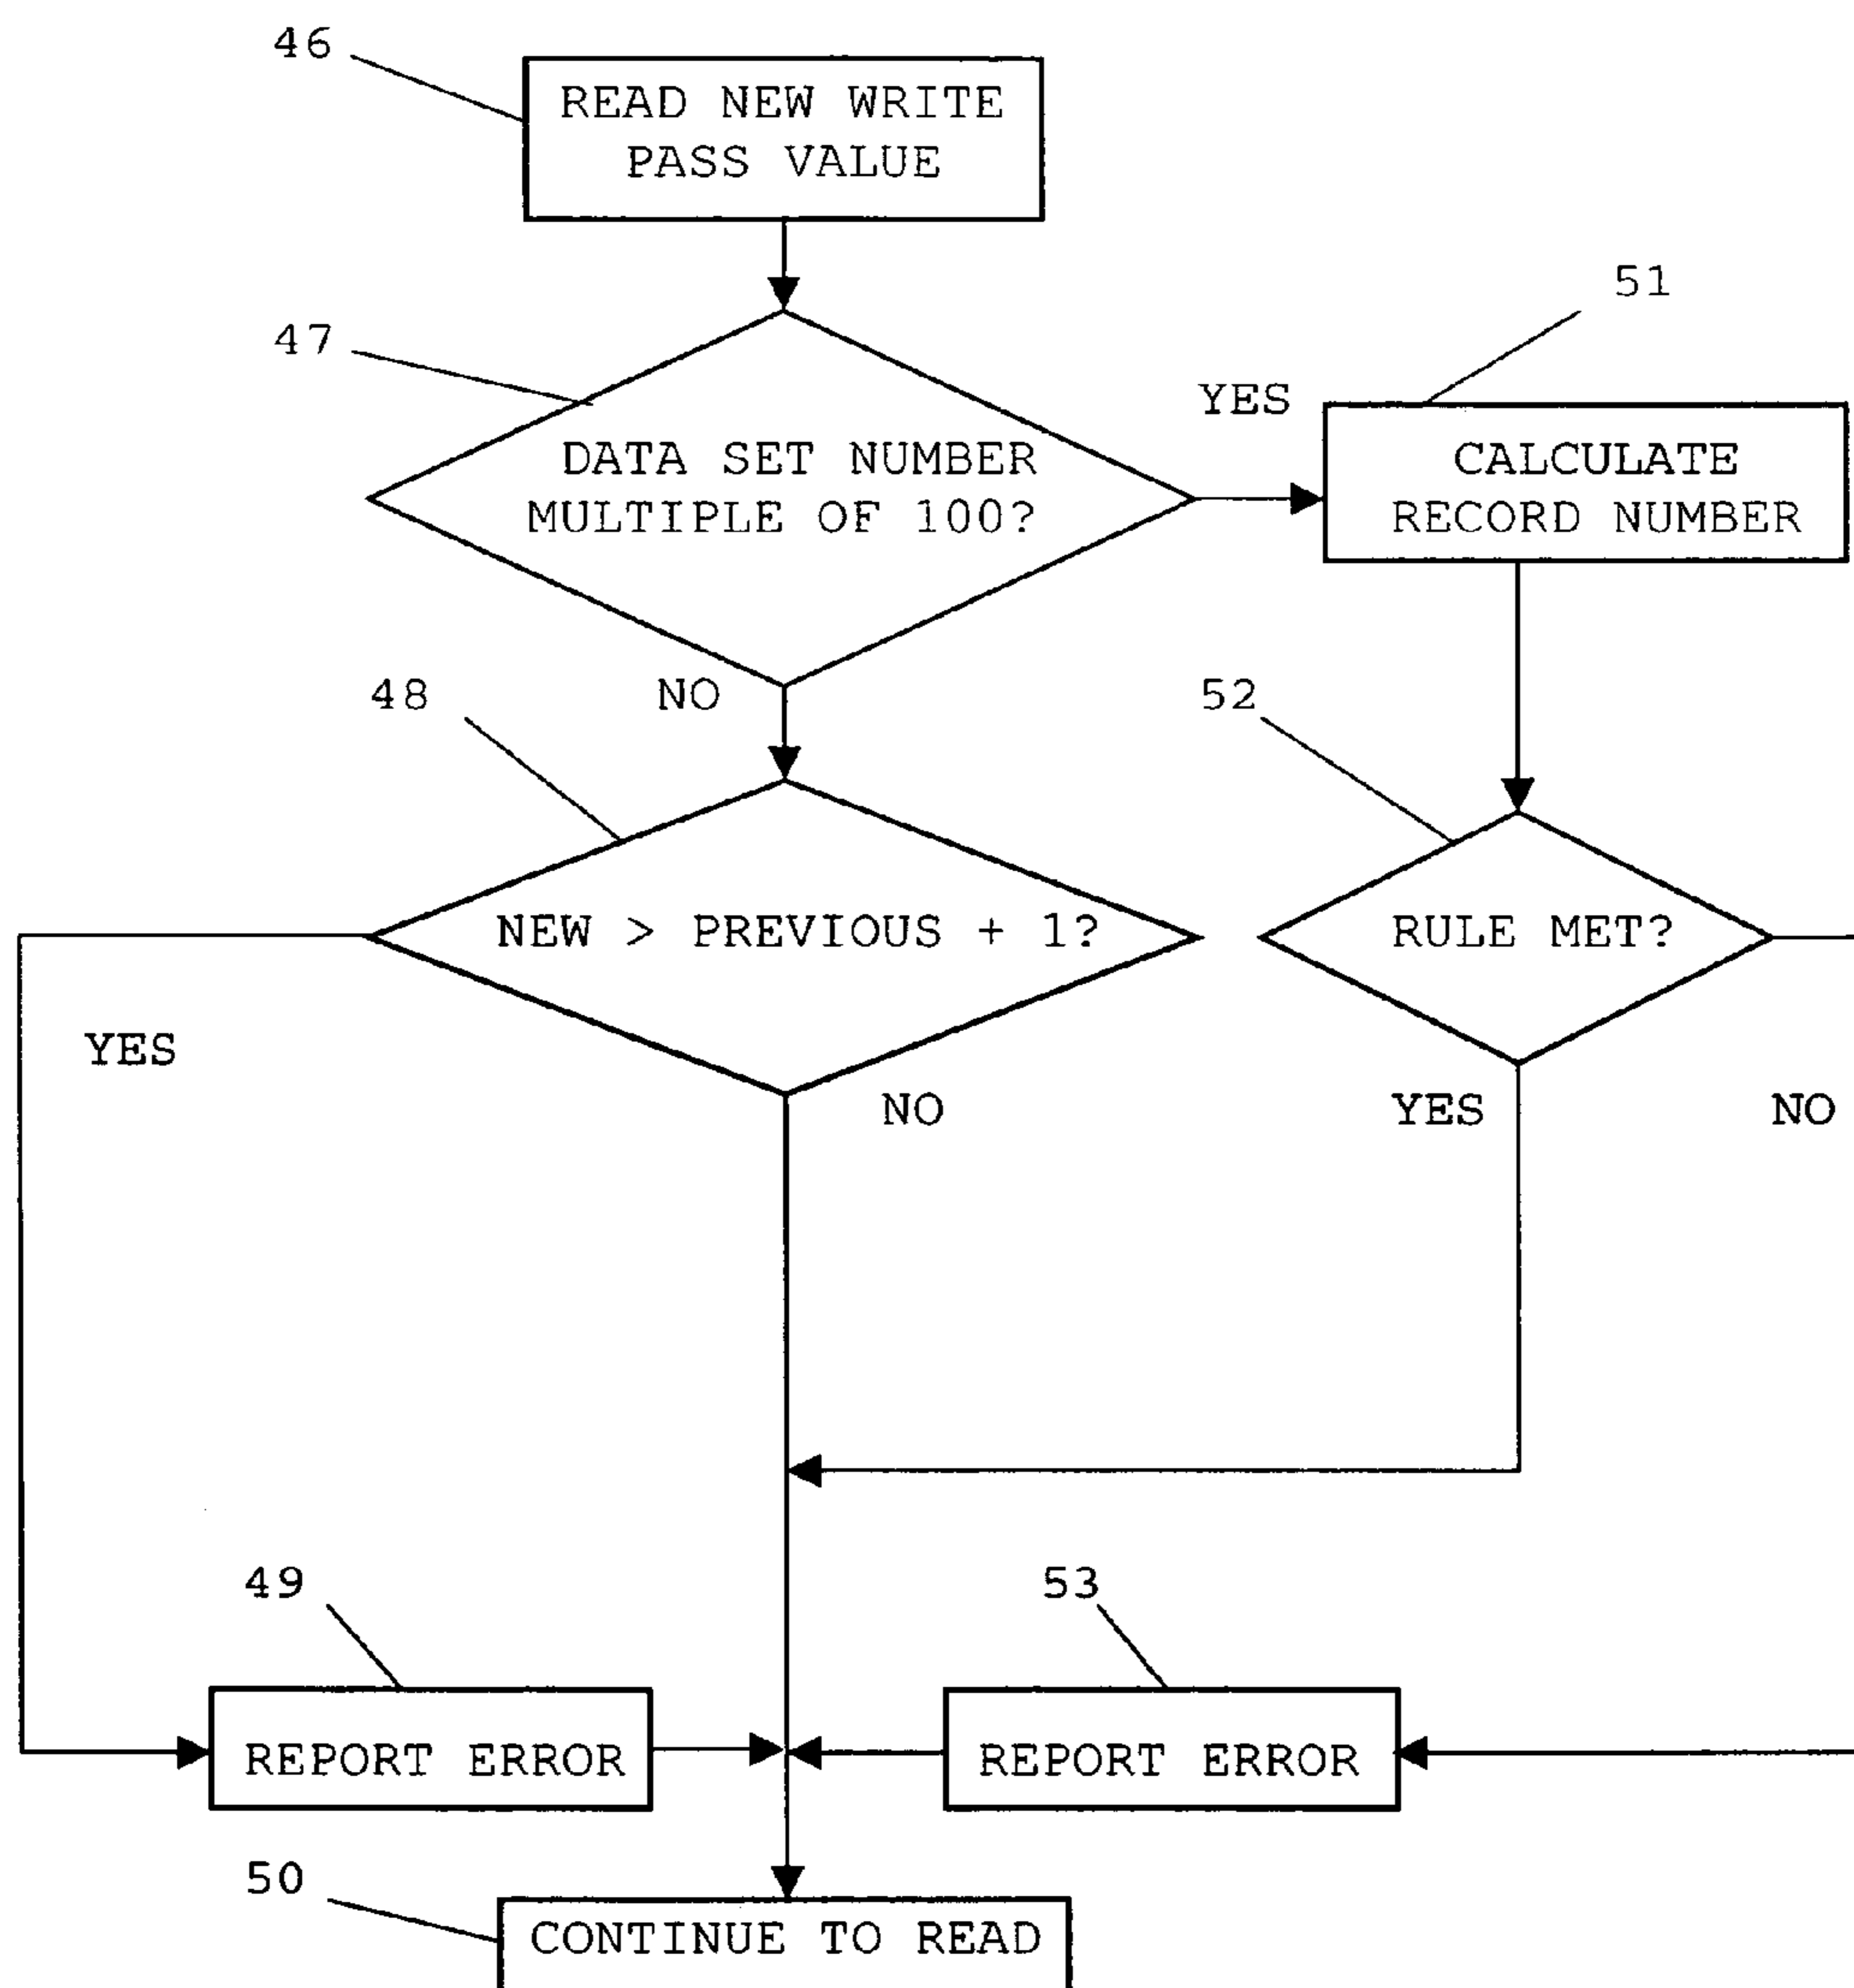 46
READ NEW WRITE
PASS VALUE
51
47
YES
DATA SET NUMBER
MULTIPLE OF 100?
CALCULATE
RECORD NUMBER
48
NO
52
NEW > PREVIOUS + 1?
RULE MET?
YES
NO
YES
NO
49
53
REPORT ERROR
REPORT ERROR
50
CONTINUE TO READ